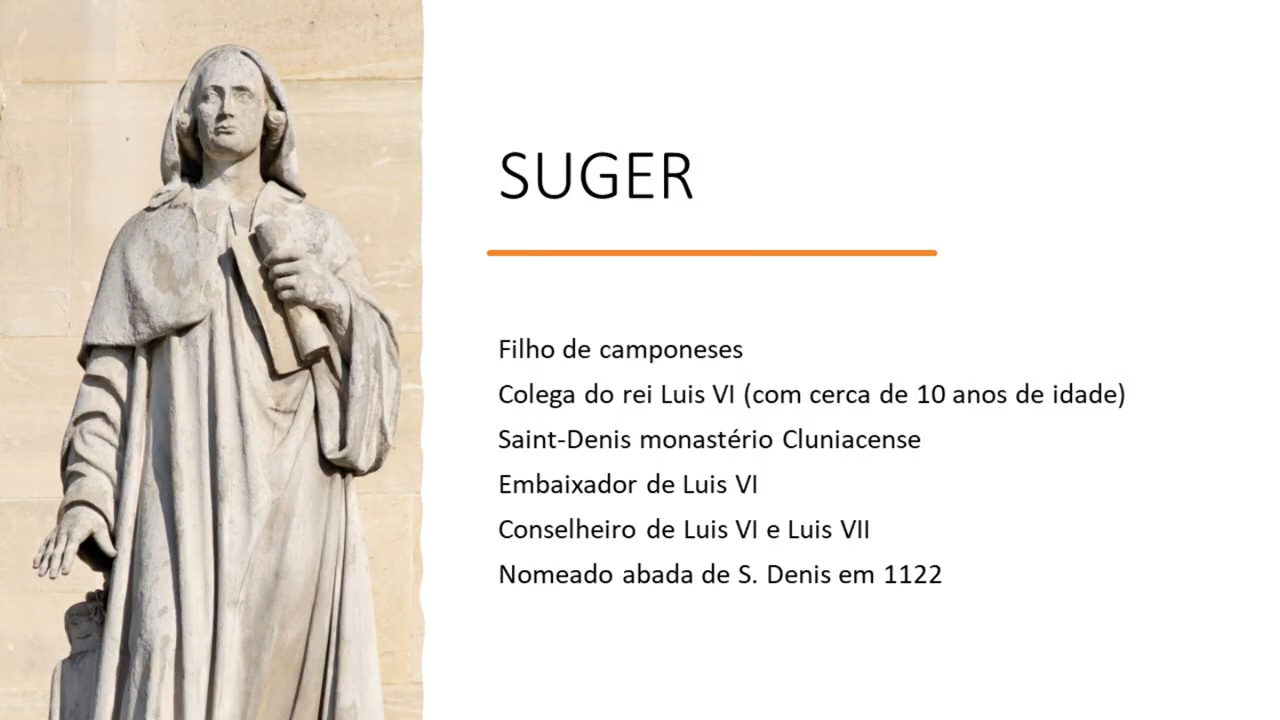 SUGER
Filho de camponeses
Colega do rei Luis VI (com cerca de 10 anos de idade)
Saint-Denis monastério Cluniacense
Embaixador de Luis VI
Conselheiro de Luis VI e Luis VII
Nomeado abada de S. Denis em 1122